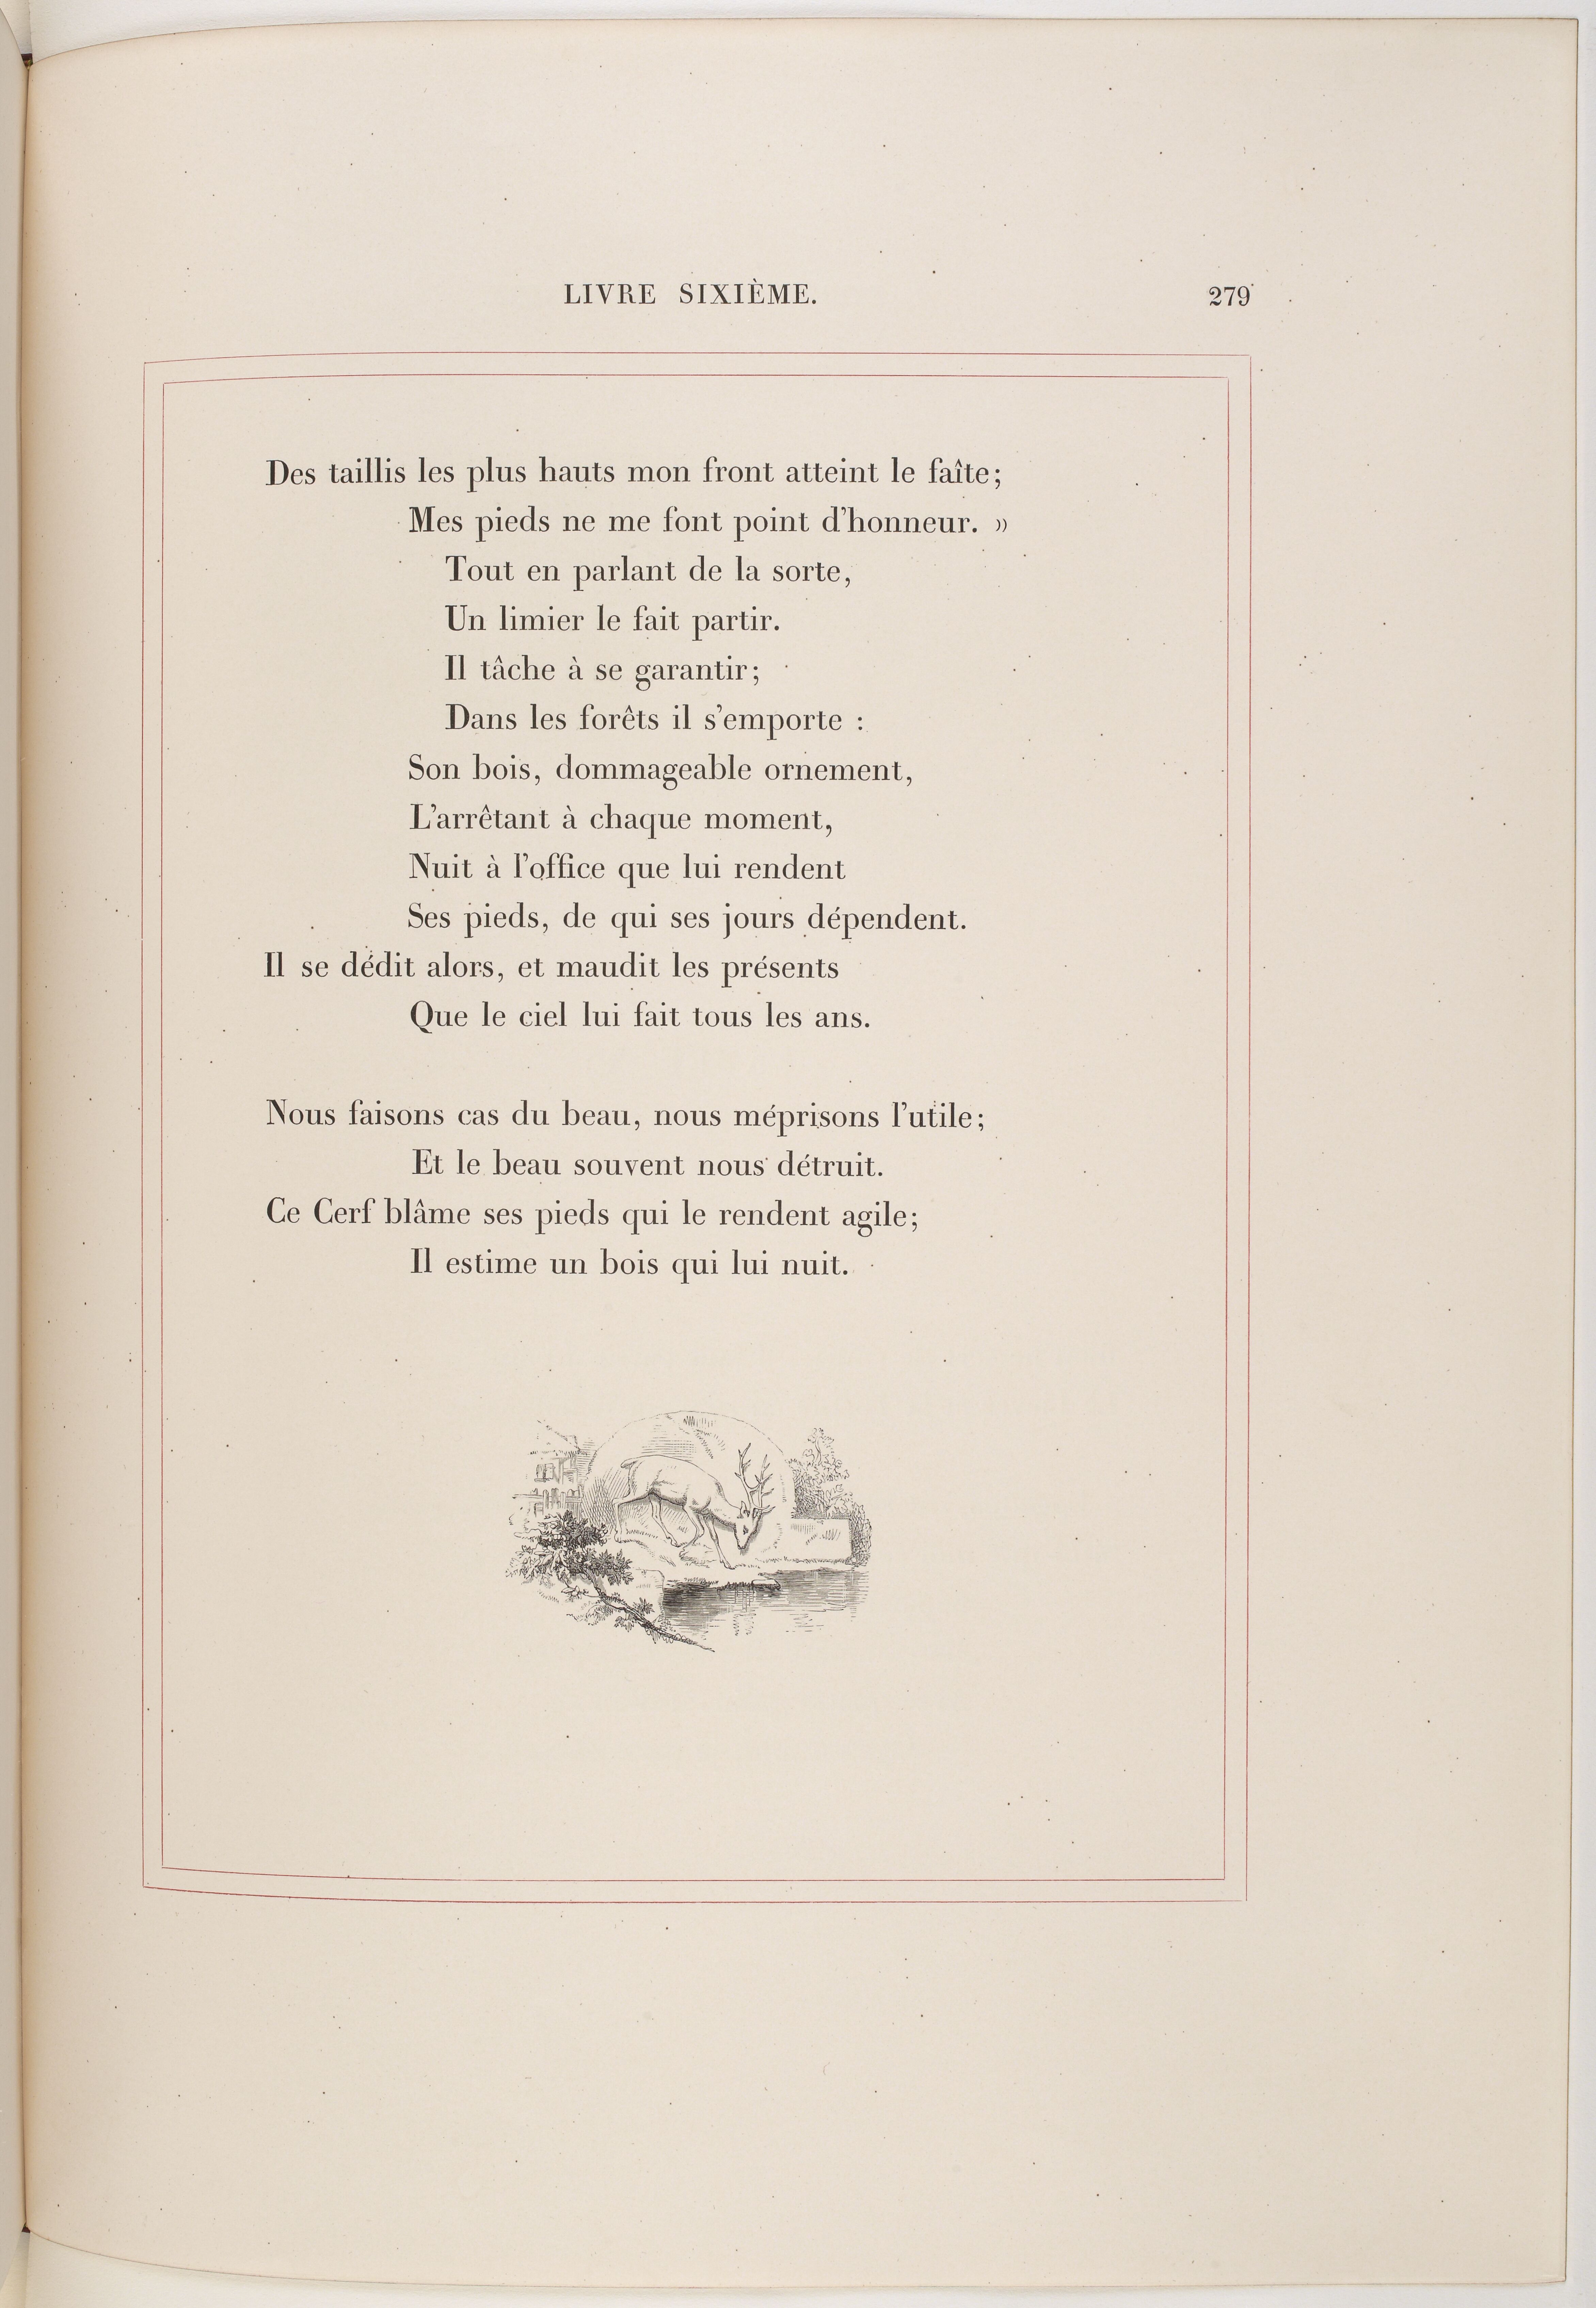 LIVRE SIXIÈME. 279
Des taillis les plus hauts mon front atteint le faîte;
Mes pieds ne me font point d'honneur. »
Tout en parlant de la sorte,
Un limier le fait partir.
Il tâche à se garantir;
Dans les forêts il s'emporte :
Son bois, dommageable ornement,
L'arrêtant à chaque moment,
Nuit à l'office que lui rendent
Ses pieds, de qui ses jours dépendent.
Il se dédit alors, et maudit les présents
Que le ciel lui fait tous les ans.
Nous faisons cas du beau, nous méprisons l'utile;
Et le beau souvent nous détruit.
Ce Cerf blâme ses pieds qui le rendent agile;
Il estime un bois qui lui nuit.